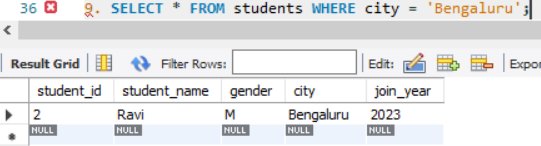 36 9. SELECT * FROM students WHERE city = 'Bengaluru';
Result Grid Filter Rows: Edit: Expor
student_id student_name gender city join_year
2 Ravi M Bengaluru 2023
NULL NULL NULL NULL NULL